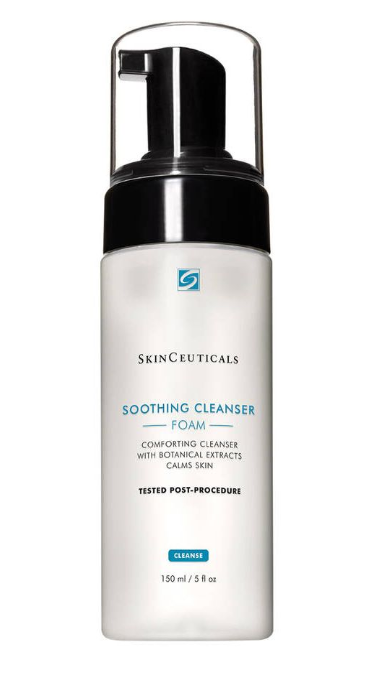 SKINCEUTICALS
SOOTHING CLEANSER
FOAM
COMFORTING CLEANSER
WITH BOTANICAL EXTRACTS
CALMS SKIN
TESTED POST-PROCEDURE
CLEANSE
150 ml / 5 fl oz